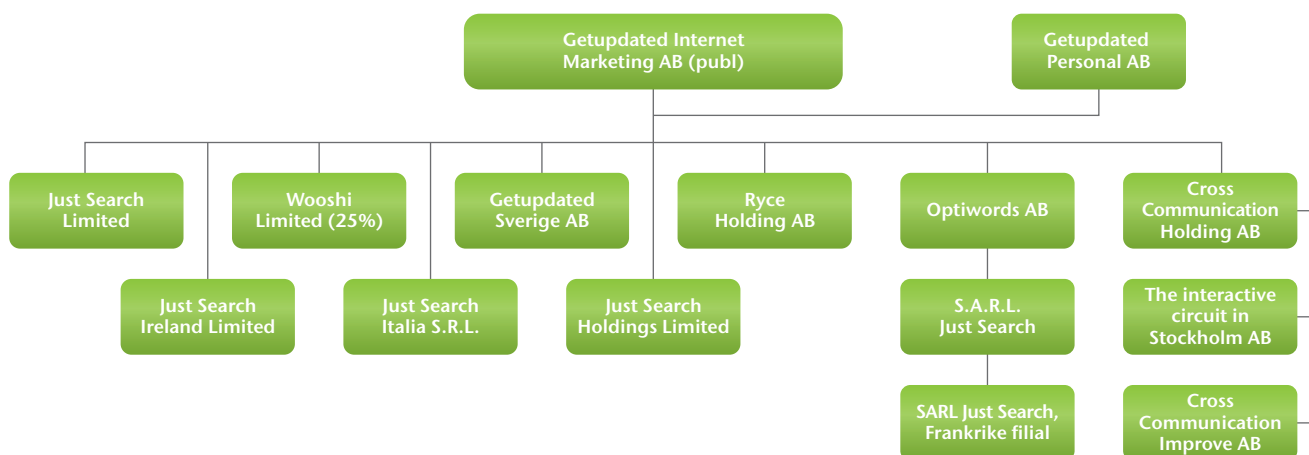 Getupdated Internet
Marketing AB (publ)
Getupdated
Personal AB
Just Search
Limited
Wooshi
Limited (25%)
Getupdated
Sverige AB
Ryce
Holding AB
Optiwords AB
Cross
Communication
Holding AB
Just Search
Ireland Limited
Just Search
Italia S.R.L.
Just Search
Holdings Limited
S.A.R.L.
Just Search
The interactive
circuit in
Stockholm AB
SARL Just Search,
Frankrike filial
Cross
Communication
Improve AB